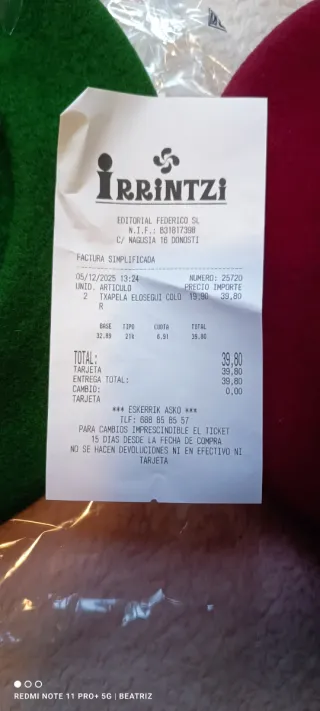 IRRINTZI
EDITORIAL FEDERICO SL
N.I.F.: B31817398
C/ NAGUSIA 16 DONOSTI
FACTURA SIMPLIFICADA
05/12/2025 13:24 NUMERO: 25720
UNID. ARTICULO PRECIO IMPORTE
2 TXAPELA ELOSEGUI COLO 19,90 39,80
R
BASE TIPO CUOTA TOTAL
32.89 21% 6.91 39.80
TOTAL: 39,80
TARJETA 39,80
ENTREGA TOTAL: 39,80
CAMBIO: 0,00
TARJETA
*** ESKERRIK ASKO ***
TLF: 688 85 85 57
PARA CAMBIOS IMPRESCINDIBLE EL TICKET
15 DIAS DESDE LA FECHA DE COMPRA
NO SE HACEN DEVOLUCIONES NI EN EFECTIVO NI
TARJETA
REDMI NOTE 11 PRO+ 5G | BEATRIZ